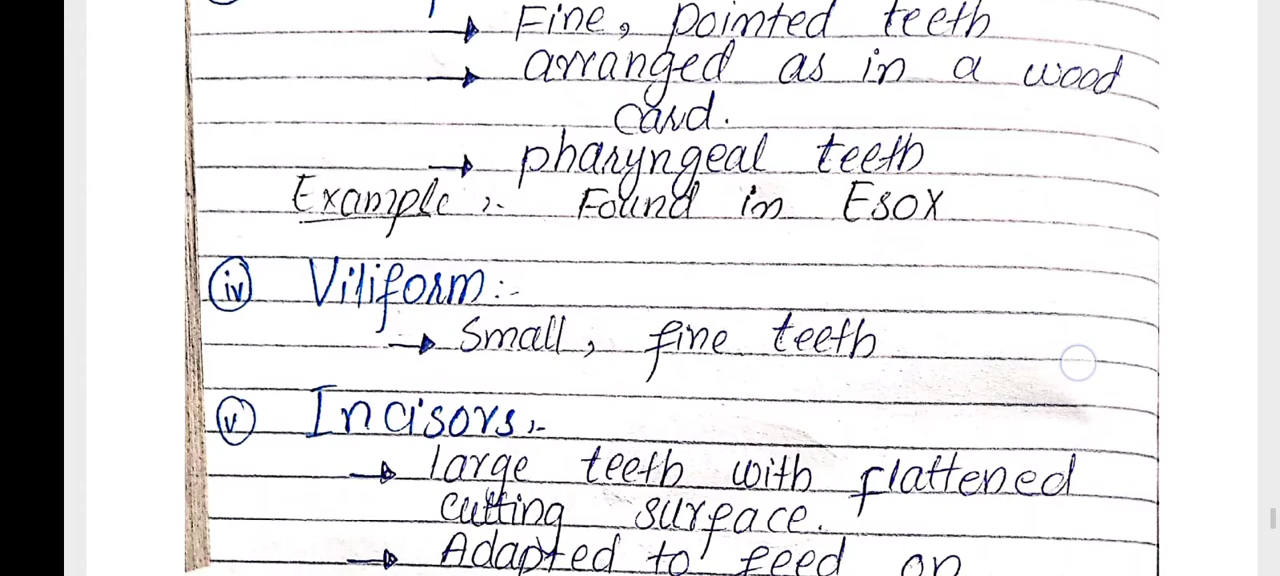 → Fine, pointed teeth
→ arranged as in a wood
card.
→ pharyngeal teeth
Example :- Found in Esox
(iv) Viliform :-
→ Small, fine teeth
(v) Incisors :-
→ large teeth with flattened
cutting surface.
→ Adapted to feed on